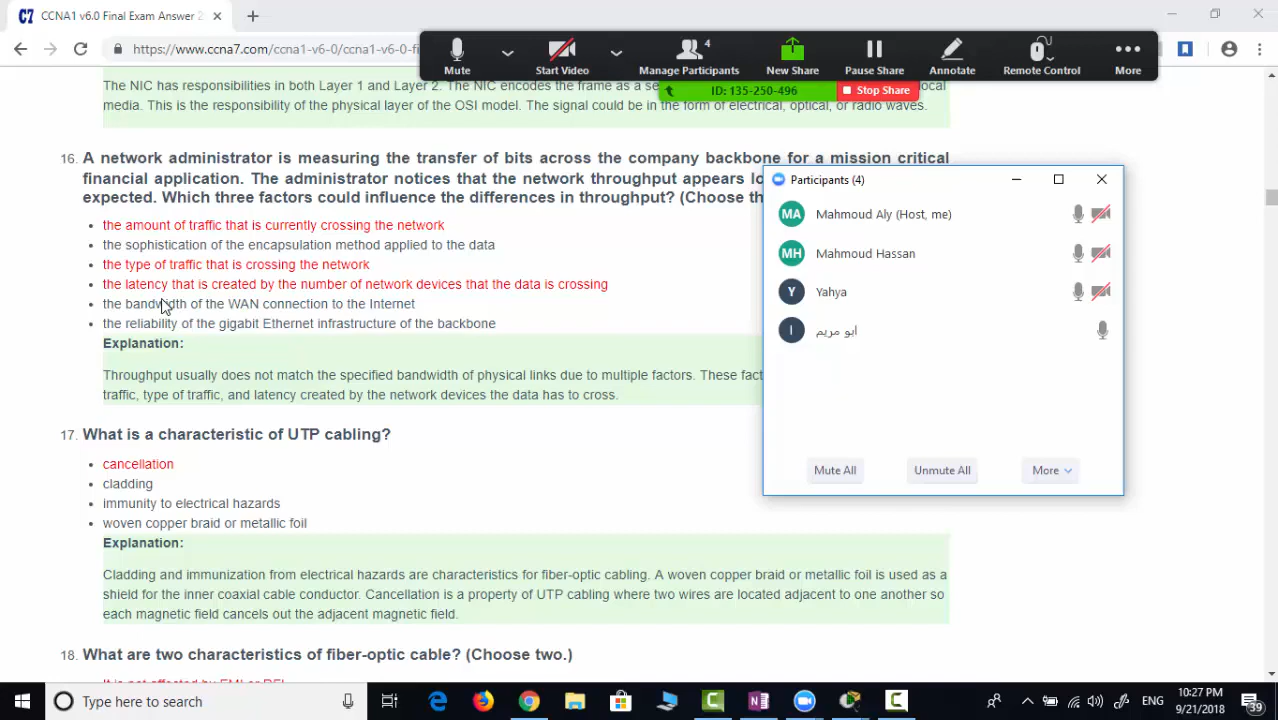 CCNA1 v6.0 Final Exam Answer 2
https://www.ccna7.com/ccna1-v6-0/ccna1-v6-0-fi
Mute
Start Video
4
Manage Participants
New Share
Pause Share
Annotate
Remote Control
More
ID: 135-250-496
Stop Share
The NIC has responsibilities in both Layer 1 and Layer 2. The NIC encodes the frame as a se
local
media. This is the responsibility of the physical layer of the OSI model. The signal could be in the form of electrical, optical, or radio waves.
16. A network administrator is measuring the transfer of bits across the company backbone for a mission critical
financial application. The administrator notices that the network throughput appears lo
expected. Which three factors could influence the differences in throughput? (Choose th
the amount of traffic that is currently crossing the network
the sophistication of the encapsulation method applied to the data
the type of traffic that is crossing the network
the latency that is created by the number of network devices that the data is crossing
the bandwidth of the WAN connection to the Internet
the reliability of the gigabit Ethernet infrastructure of the backbone
Explanation:
Throughput usually does not match the specified bandwidth of physical links due to multiple factors. These fact
traffic, type of traffic, and latency created by the network devices the data has to cross.
17. What is a characteristic of UTP cabling?
cancellation
cladding
immunity to electrical hazards
woven copper braid or metallic foil
Explanation:
Cladding and immunization from electrical hazards are characteristics for fiber-optic cabling. A woven copper braid or metallic foil is used as a
shield for the inner coaxial cable conductor. Cancellation is a property of UTP cabling where two wires are located adjacent to one another so
each magnetic field cancels out the adjacent magnetic field.
18. What are two characteristics of fiber-optic cable? (Choose two.)
Participants (4)
MA Mahmoud Aly (Host, me)
MH Mahmoud Hassan
Y Yahya
I ابو مريم
Mute All
Unmute All
More
Type here to search
ENG
10:27 PM
9/21/2018
39